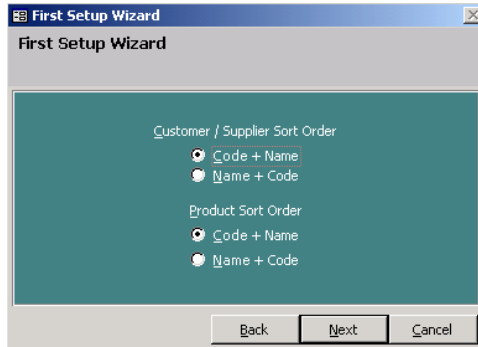 First Setup Wizard
First Setup Wizard
Customer / Supplier Sort Order
Code + Name
Name + Code
Product Sort Order
Code + Name
Name + Code
Back Next Cancel